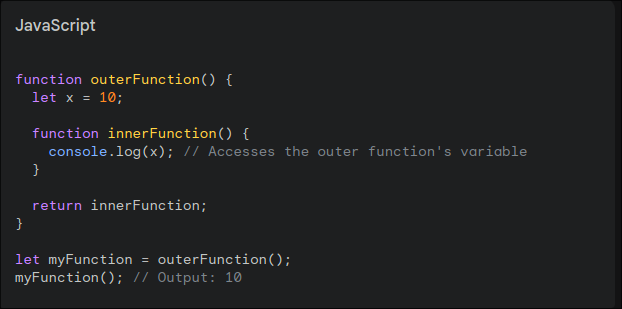 JavaScript
function outerFunction() {
  let x = 10;
  function innerFunction() {
    console.log(x); // Accesses the outer function's variable
  }
  return innerFunction;
}
let myFunction = outerFunction();
myFunction(); // Output: 10